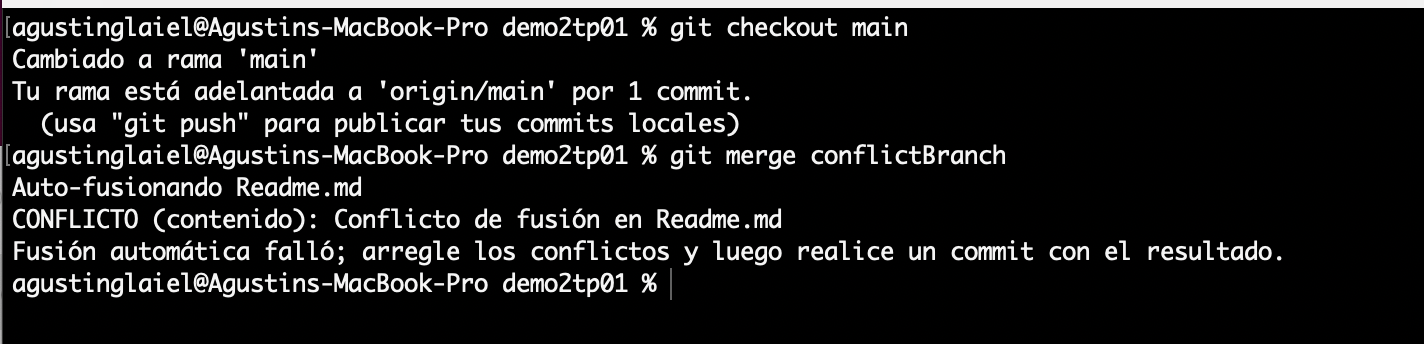 [agustinglaiel@Agustins-MacBook-Pro demo2tp01 % git checkout main
Cambiado a rama 'main'
Tu rama está adelantada a 'origin/main' por 1 commit.
  (usa "git push" para publicar tus commits locales)
[agustinglaiel@Agustins-MacBook-Pro demo2tp01 % git merge conflictBranch
Auto-fusionando Readme.md
CONFLICTO (contenido): Conflicto de fusión en Readme.md
Fusión automática falló; arregle los conflictos y luego realice un commit con el resultado.
agustinglaiel@Agustins-MacBook-Pro demo2tp01 %